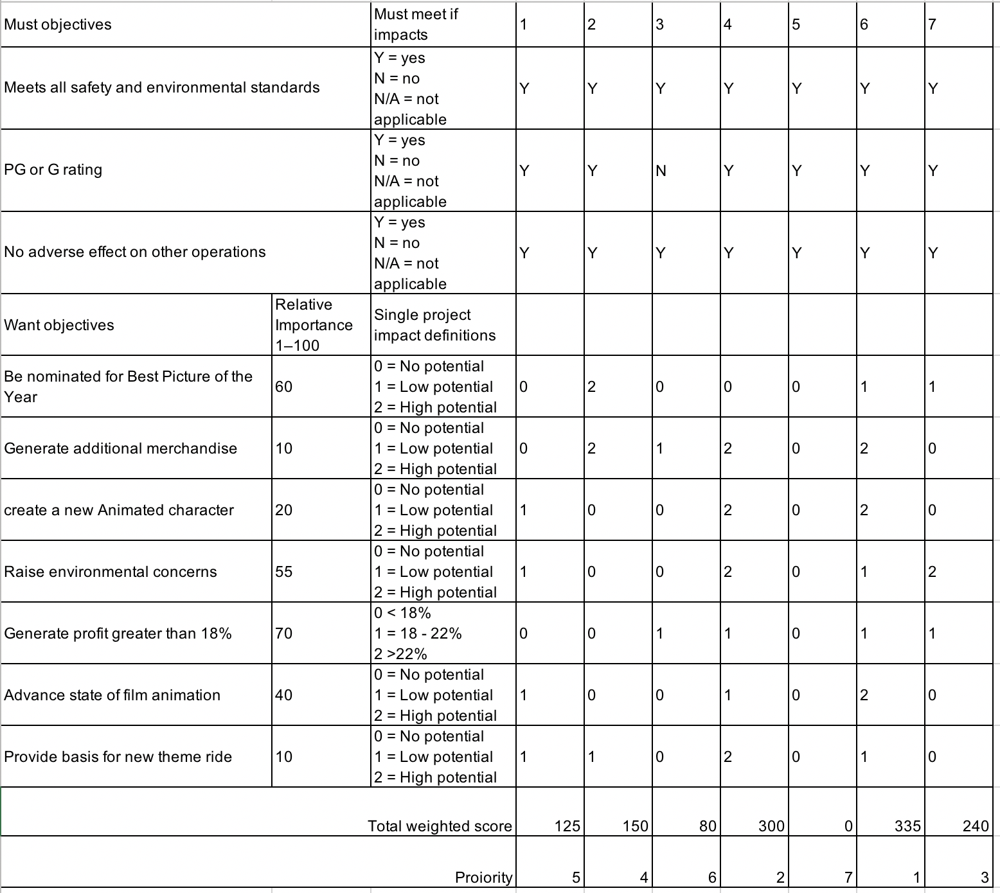 Must objectives Must meet if impacts 1 2 3 4 5 6 7
Meets all safety and environmental standards Y = yes N = no N/A = not applicable Y Y Y Y Y Y Y
PG or G rating Y = yes N = no N/A = not applicable Y Y N Y Y Y Y
No adverse effect on other operations Y = yes N = no N/A = not applicable Y Y Y Y Y Y Y
Want objectives Relative Importance 1–100 Single project impact definitions
Be nominated for Best Picture of the Year 60 0 = No potential 1 = Low potential 2 = High potential 0 2 0 0 0 1 1
Generate additional merchandise 10 0 = No potential 1 = Low potential 2 = High potential 0 2 1 2 0 2 0
create a new Animated character 20 0 = No potential 1 = Low potential 2 = High potential 1 0 0 2 0 2 0
Raise environmental concerns 55 0 = No potential 1 = Low potential 2 = High potential 1 0 0 2 0 1 2
Generate profit greater than 18% 70 0 < 18% 1 = 18 - 22% 2 >22% 0 0 1 1 0 1 1
Advance state of film animation 40 0 = No potential 1 = Low potential 2 = High potential 1 0 0 1 0 2 0
Provide basis for new theme ride 10 0 = No potential 1 = Low potential 2 = High potential 1 1 0 2 0 1 0
Total weighted score 125 150 80 300 0 335 240
Proiority 5 4 6 2 7 1 3